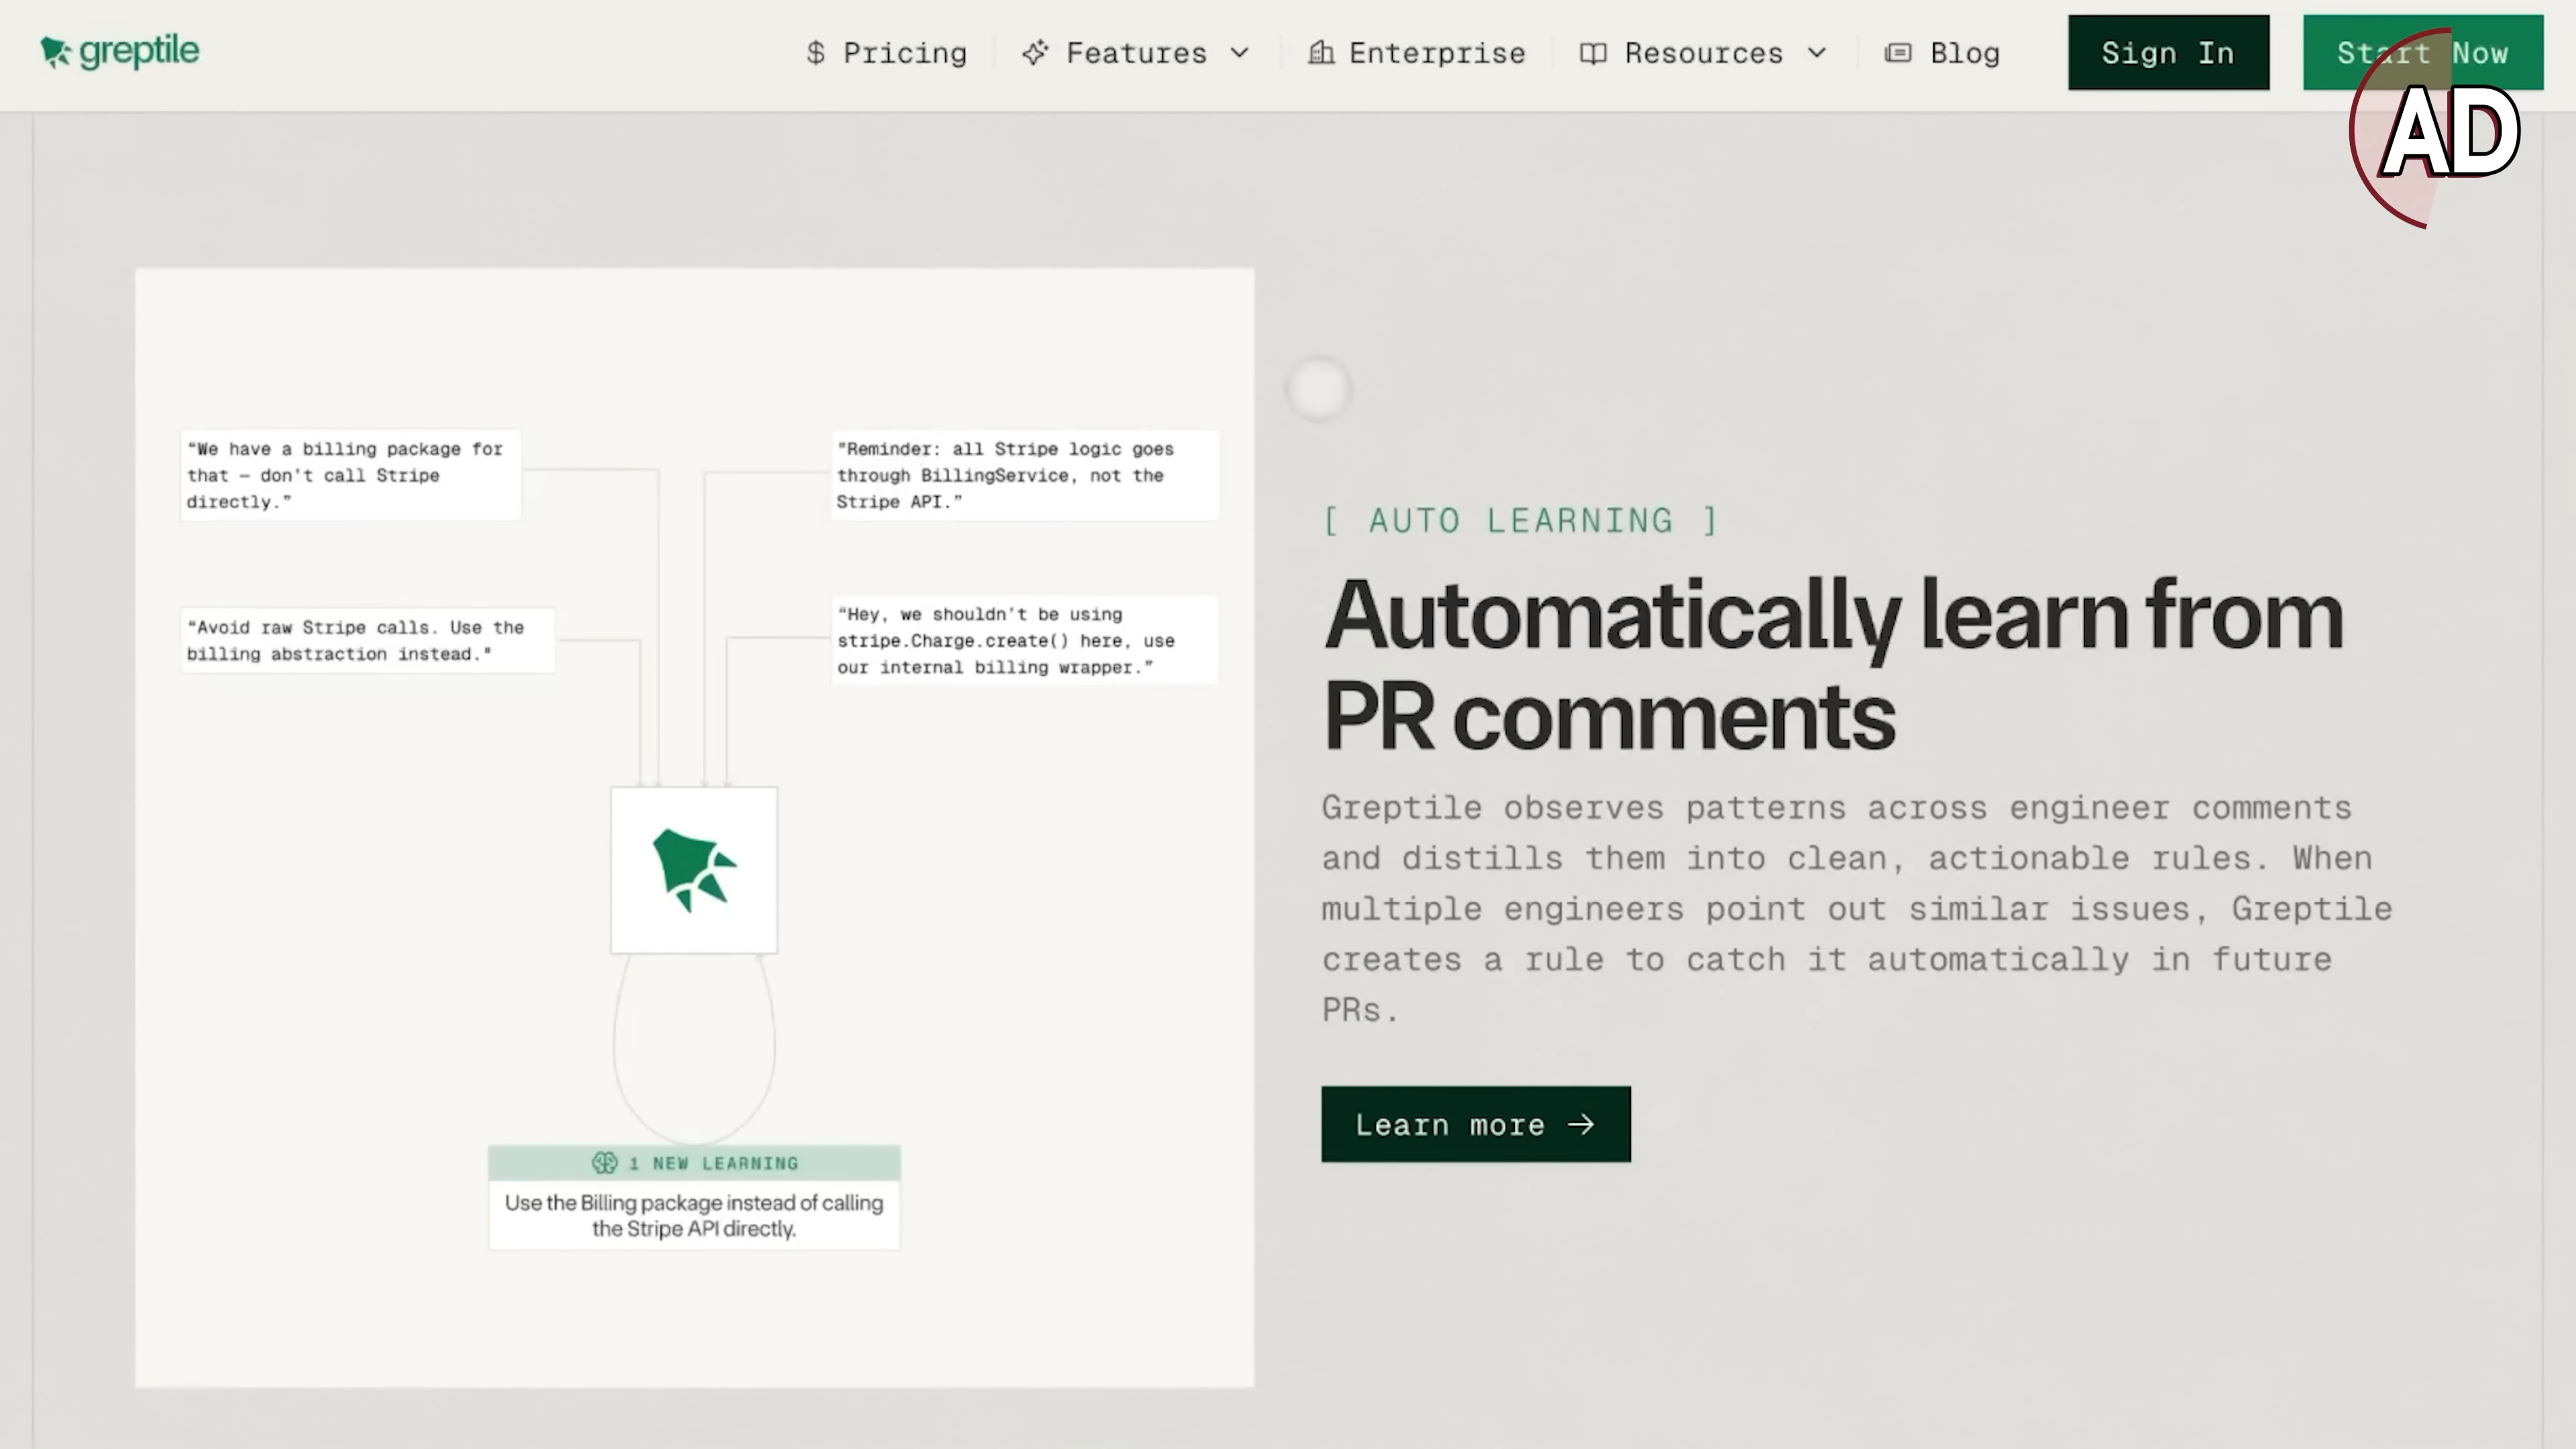 greptile
$ Pricing
Features
Enterprise
Resources
Blog
Sign In
Start Now
AD
“We have a billing package for
that — don't call Stripe
directly.”
"Reminder: all Stripe logic goes
through BillingService, not the
Stripe API.”
“Avoid raw Stripe calls. Use the
billing abstraction instead."
“Hey, we shouldn’t be using
stripe.Charge.create() here, use
our internal billing wrapper.”
1 NEW LEARNING
Use the Billing package instead of calling
the Stripe API directly.
[ AUTO LEARNING ]
Automatically learn from
PR comments
Greptile observes patterns across engineer comments
and distills them into clean, actionable rules. When
multiple engineers point out similar issues, Greptile
creates a rule to catch it automatically in future
PRs.
Learn more →